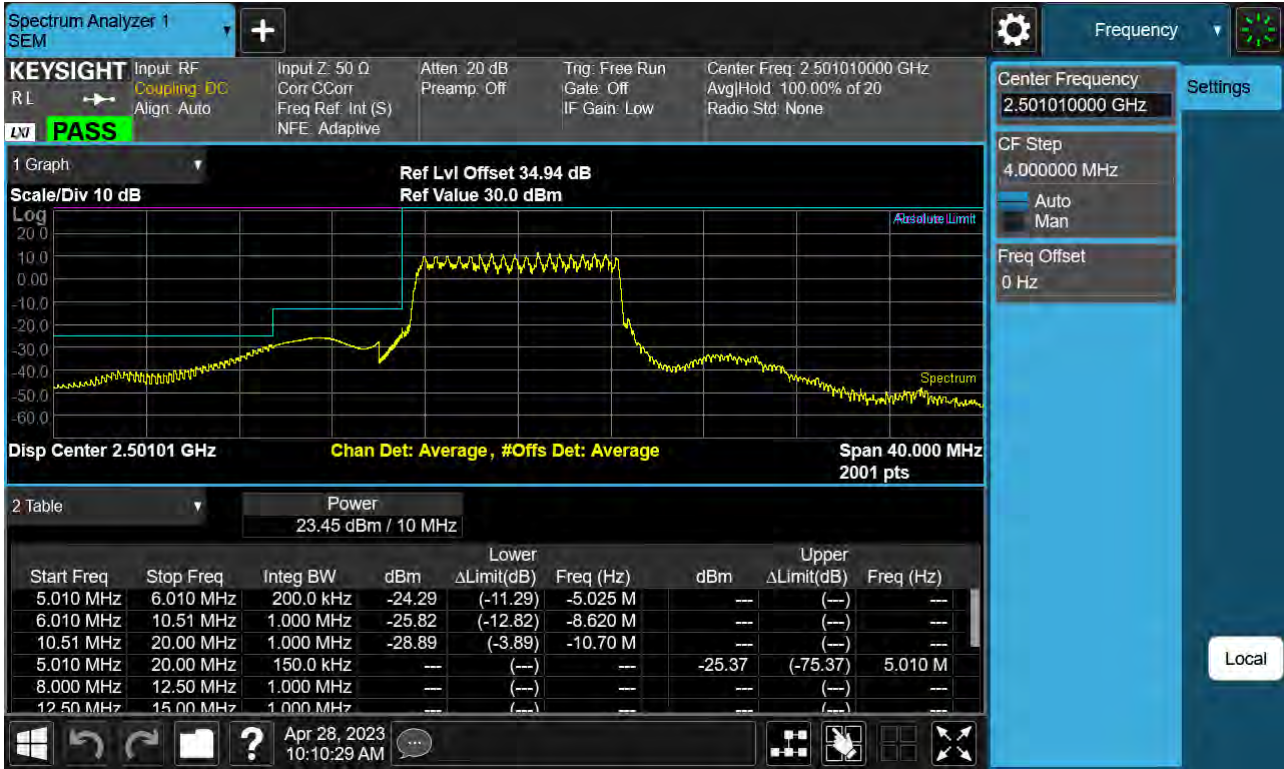 Spectrum Analyzer 1
SEM
Frequency
KEYSIGHT
R L
LXI
PASS
Input: RF
Coupling: DC
Align: Auto
Input Z: 50 Ω
Corr CCorr
Freq Ref: Int (S)
NFE: Adaptive
Atten: 20 dB
Preamp: Off
Trig: Free Run
Gate: Off
IF Gain: Low
Center Freq: 2.501010000 GHz
Avg|Hold: 100.00% of 20
Radio Std: None
Center Frequency
2.501010000 GHz
Settings
CF Step
4.000000 MHz
Auto
Man
Freq Offset
0 Hz
Local
1 Graph
Scale/Div 10 dB
Ref Lvl Offset 34.94 dB
Ref Value 30.0 dBm
Log
Absolute Limit
20.0
10.0
0.00
-10.0
-20.0
-30.0
-40.0
-50.0
-60.0
Spectrum
Disp Center 2.50101 GHz
Chan Det: Average, #Offs Det: Average
Span 40.000 MHz
2001 pts
2 Table
Power
23.45 dBm / 10 MHz
Lower Upper
Start Freq Stop Freq Integ BW dBm ΔLimit(dB) Freq (Hz) dBm ΔLimit(dB) Freq (Hz)
5.010 MHz 6.010 MHz 200.0 kHz -24.29 (-11.29) -5.025 M --- (---) ---
6.010 MHz 10.51 MHz 1.000 MHz -25.82 (-12.82) -8.620 M --- (---) ---
10.51 MHz 20.00 MHz 1.000 MHz -28.89 (-3.89) -10.70 M --- (---) ---
5.010 MHz 20.00 MHz 150.0 kHz --- (---) --- -25.37 (-75.37) 5.010 M
8.000 MHz 12.50 MHz 1.000 MHz --- (---) --- --- (---) ---
12.50 MHz 15.00 MHz 1.000 MHz --- (---) --- --- (---) ---
?
Apr 28, 2023
10:10:29 AM